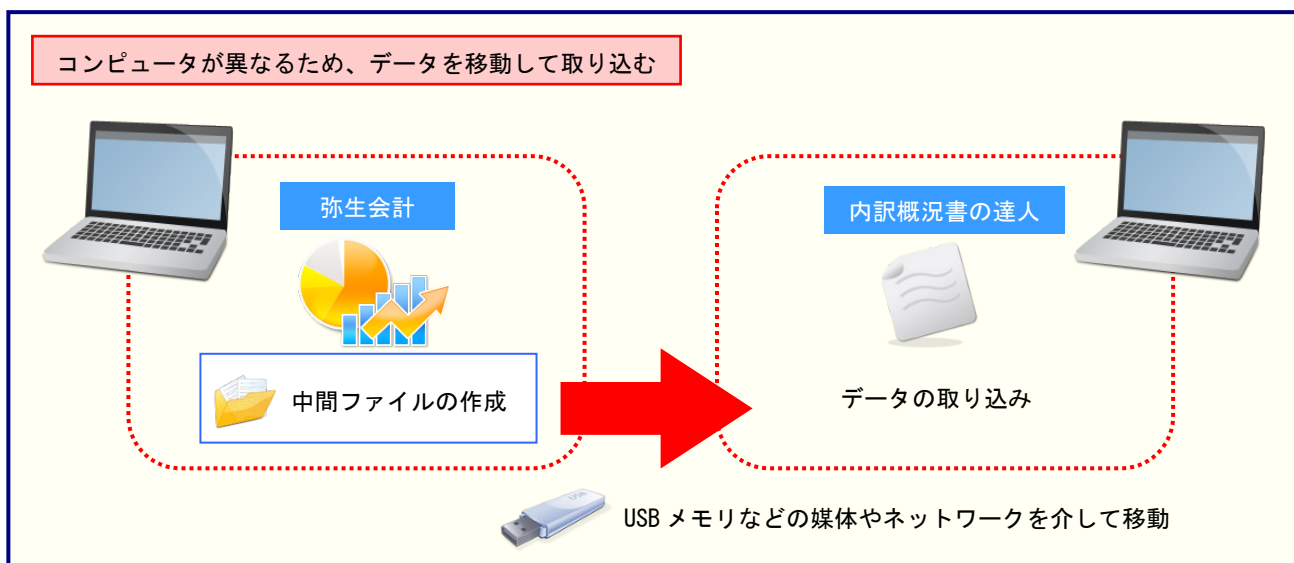 コンピュータが異なるため、データを移動して取り込む
弥生会計
内訳概況書の達人
中間ファイルの作成
データの取り込み
USB
USB メモリなどの媒体やネットワークを介して移動